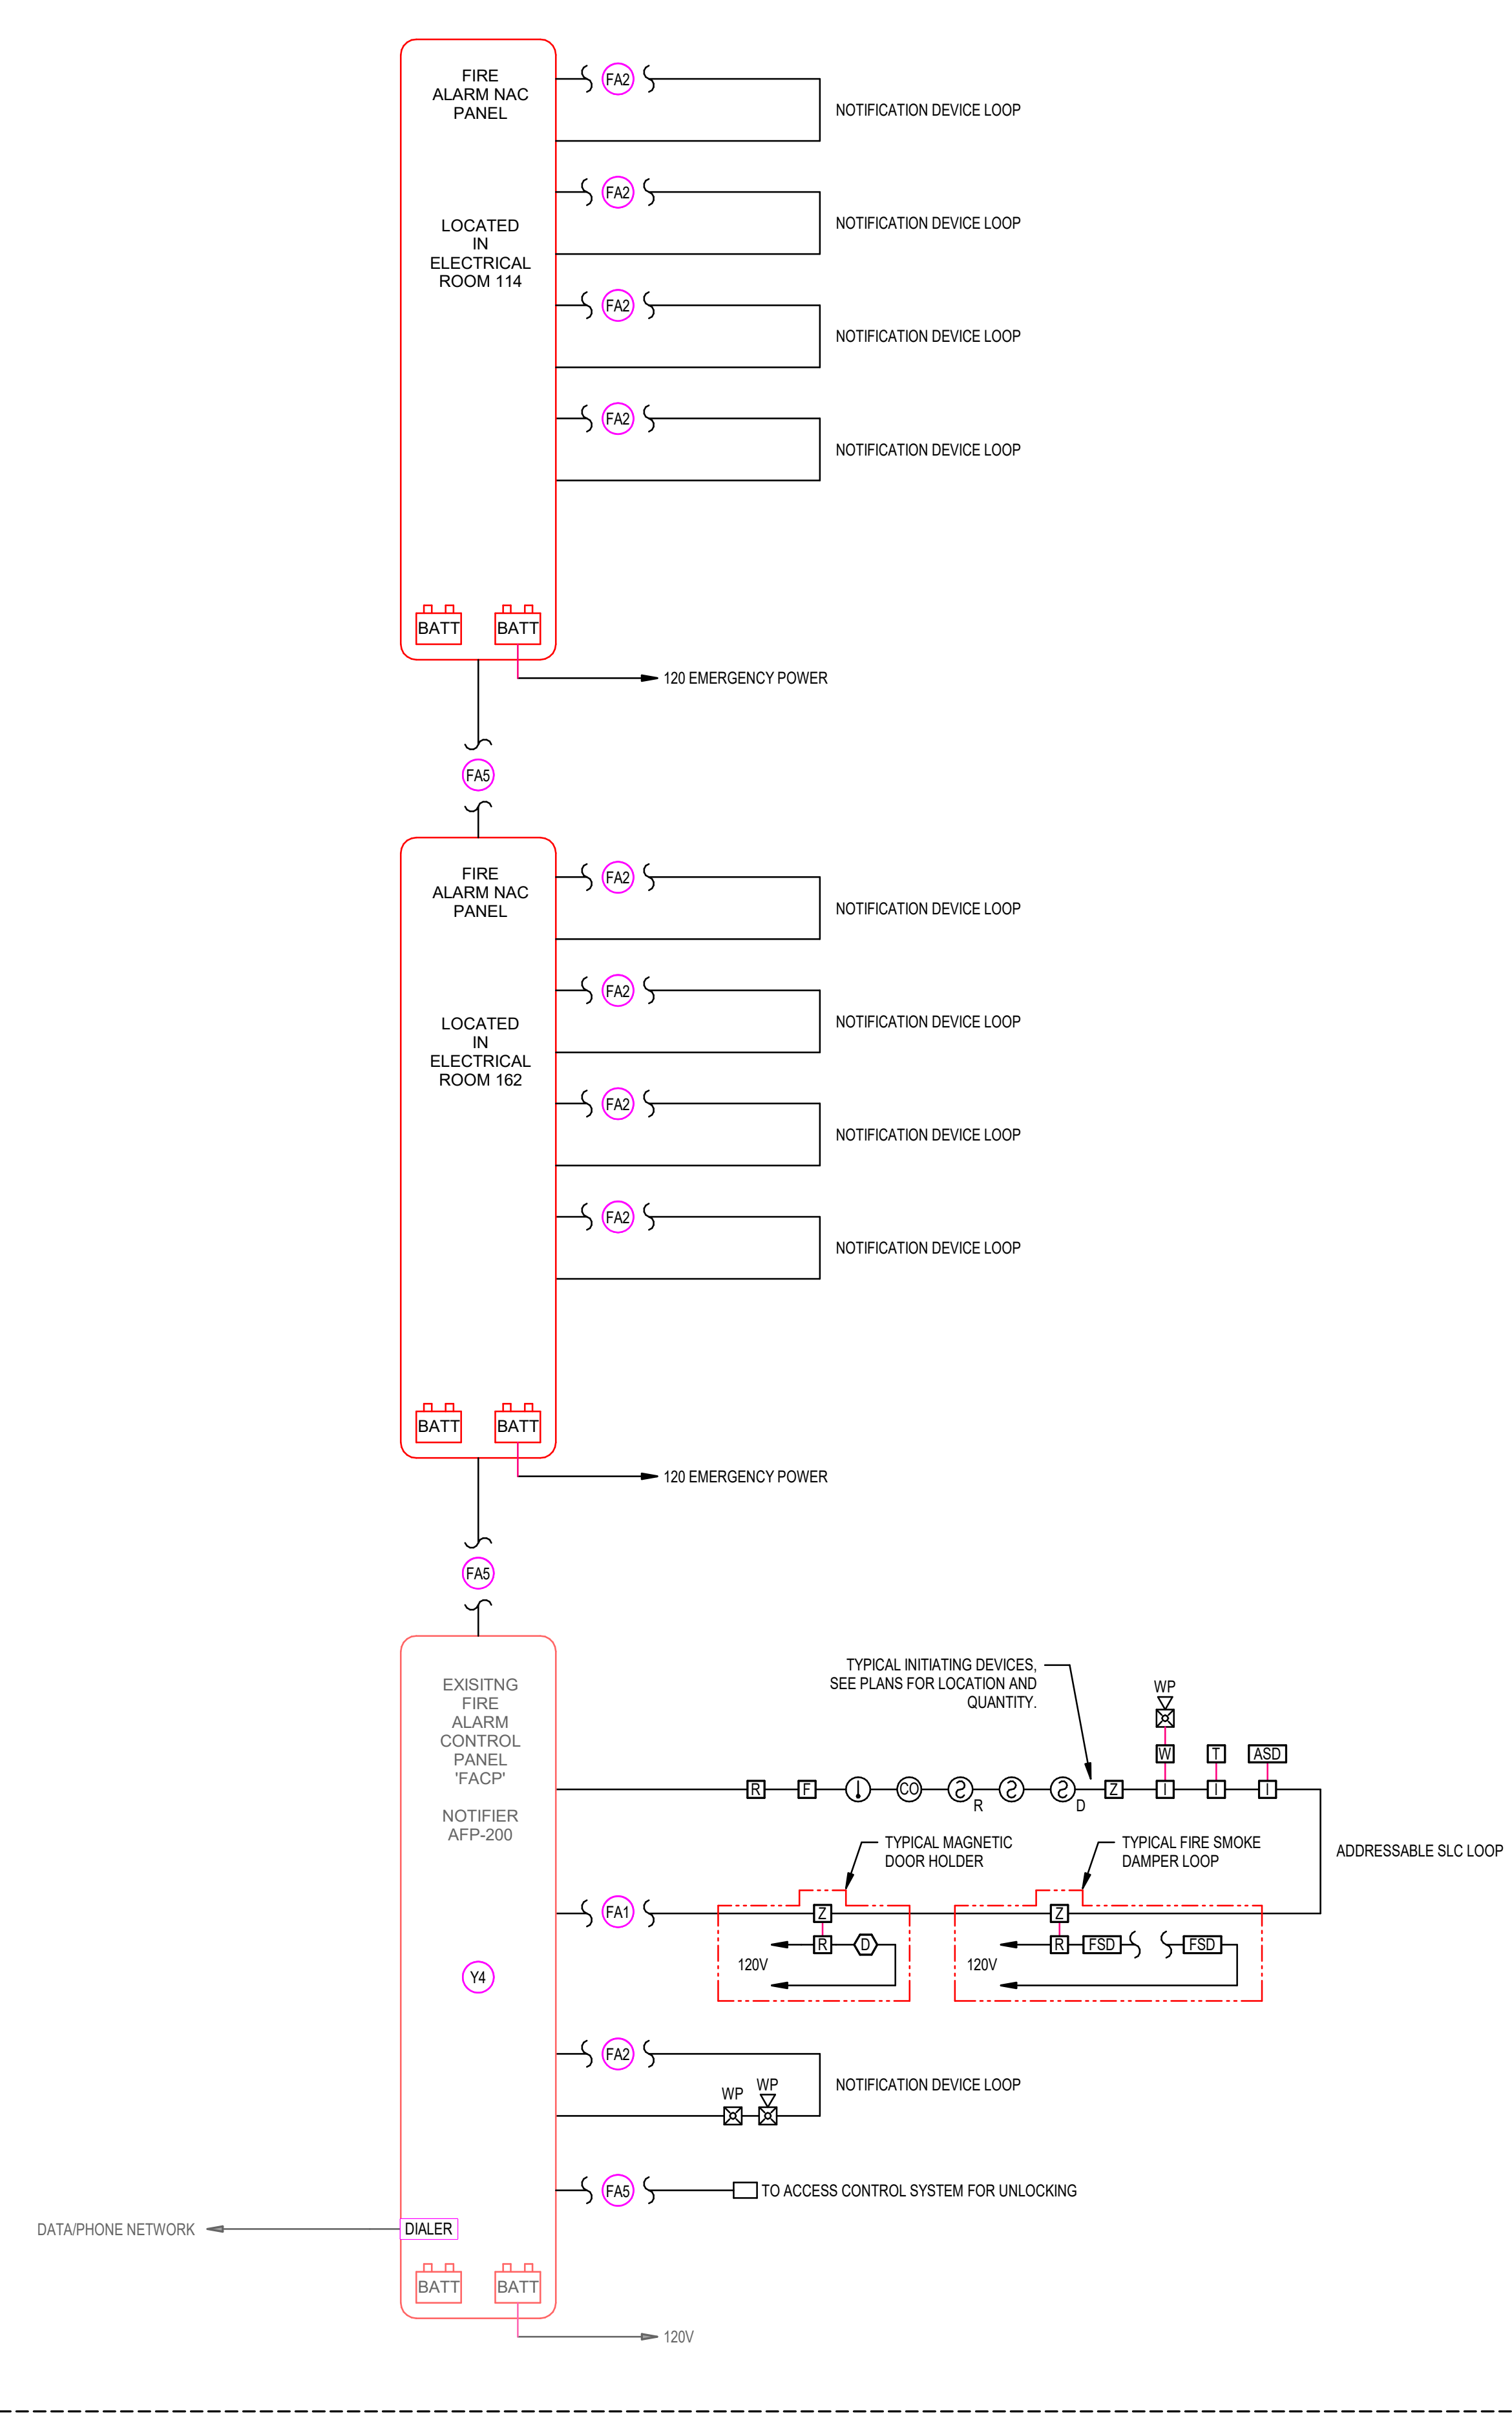 FIRE
ALARM NAC
PANEL
LOCATED
IN
ELECTRICAL
ROOM 114
FA2
NOTIFICATION DEVICE LOOP
FA2
NOTIFICATION DEVICE LOOP
FA2
NOTIFICATION DEVICE LOOP
FA2
NOTIFICATION DEVICE LOOP
BATT
BATT
120 EMERGENCY POWER
FA5
FIRE
ALARM NAC
PANEL
LOCATED
IN
ELECTRICAL
ROOM 162
FA2
NOTIFICATION DEVICE LOOP
FA2
NOTIFICATION DEVICE LOOP
FA2
NOTIFICATION DEVICE LOOP
FA2
NOTIFICATION DEVICE LOOP
BATT
BATT
120 EMERGENCY POWER
FA5
EXISITNG
FIRE
ALARM
CONTROL
PANEL
'FACP'
NOTIFIER
AFP-200
Y4
TYPICAL INITIATING DEVICES,
SEE PLANS FOR LOCATION AND
QUANTITY.
WP
W
T
ASD
R
F
CO
R
D
Z
I
I
I
ADDRESSABLE SLC LOOP
TYPICAL MAGNETIC
DOOR HOLDER
TYPICAL FIRE SMOKE
DAMPER LOOP
FA1
Z
R
D
120V
Z
R
FSD
FSD
120V
FA2
NOTIFICATION DEVICE LOOP
WP
WP
FA5
TO ACCESS CONTROL SYSTEM FOR UNLOCKING
DATA/PHONE NETWORK
DIALER
BATT
BATT
120V